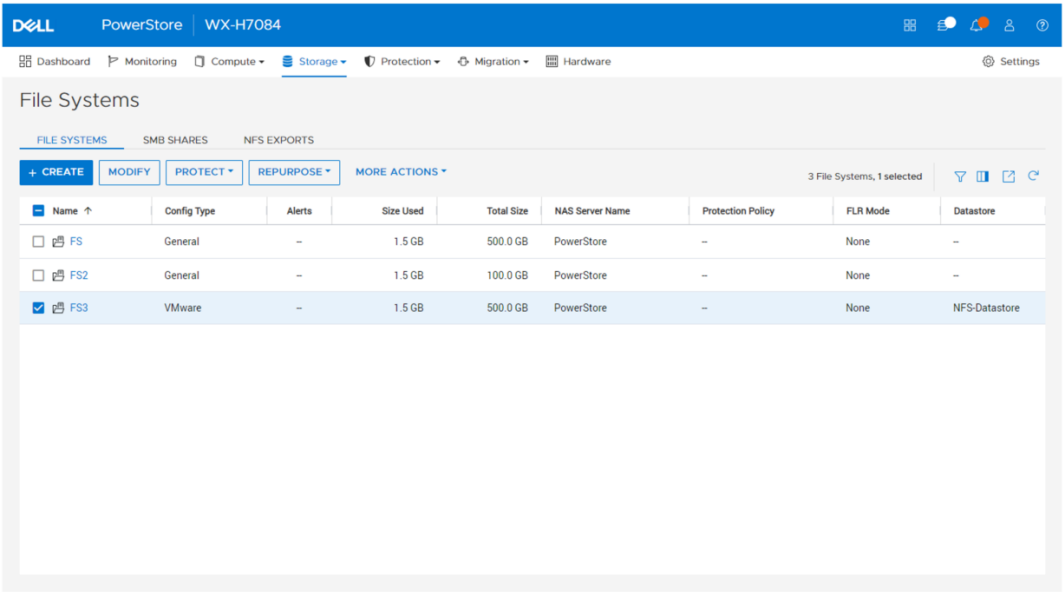 DELL PowerStore WX-H7084
Dashboard Monitoring Compute Storage Protection Migration Hardware Settings
File Systems
FILE SYSTEMS SMB SHARES NFS EXPORTS
+ CREATE MODIFY PROTECT REPURPOSE MORE ACTIONS 3 File Systems, 1 selected
Name ↑ Config Type Alerts Size Used Total Size NAS Server Name Protection Policy FLR Mode Datastore
FS General -- 1.5 GB 500.0 GB PowerStore -- None --
FS2 General -- 1.5 GB 100.0 GB PowerStore -- None --
FS3 VMware -- 1.5 GB 500.0 GB PowerStore -- None NFS-Datastore